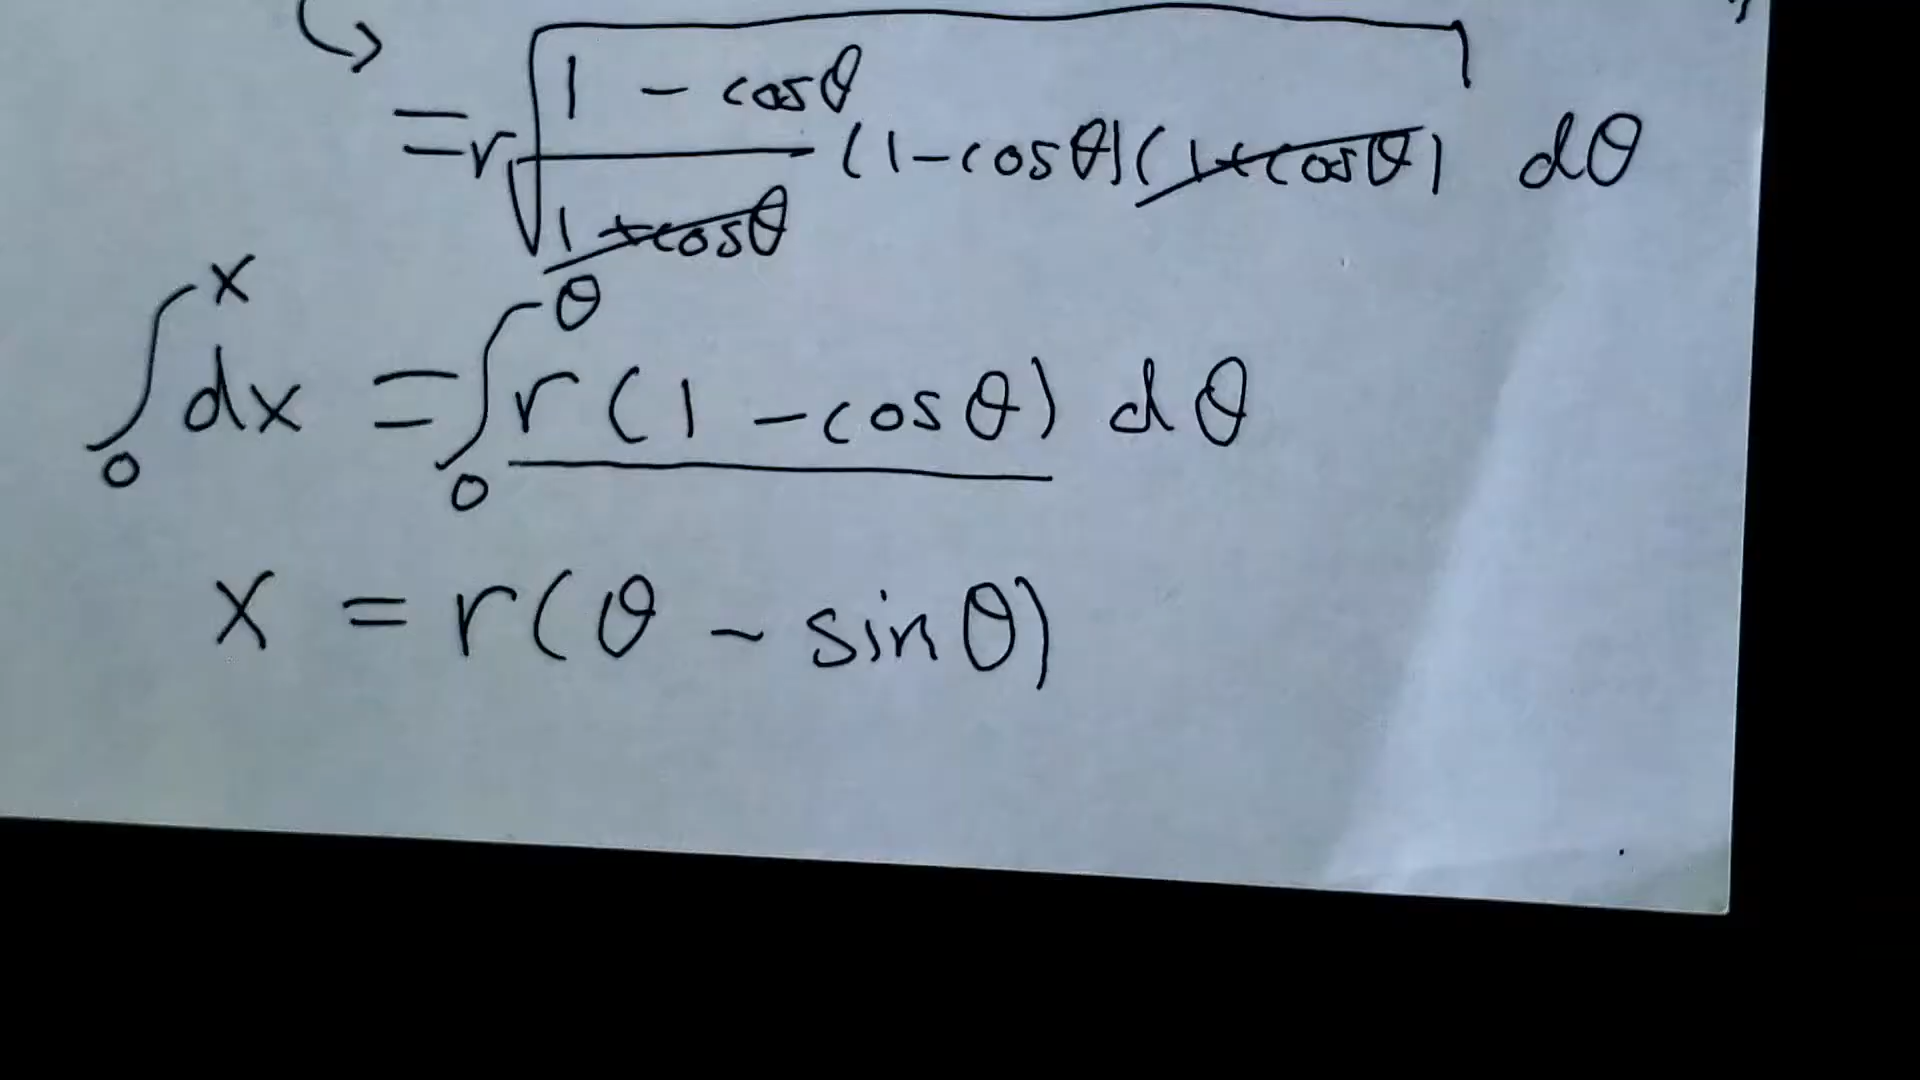 = r √( (1 - cosθ)/(1 + cosθ) (1 - cosθ)(1 + cosθ) ) dθ
∫₀ˣ dx = ∫₀^θ r(1 - cosθ) dθ
x = r(θ - sinθ)